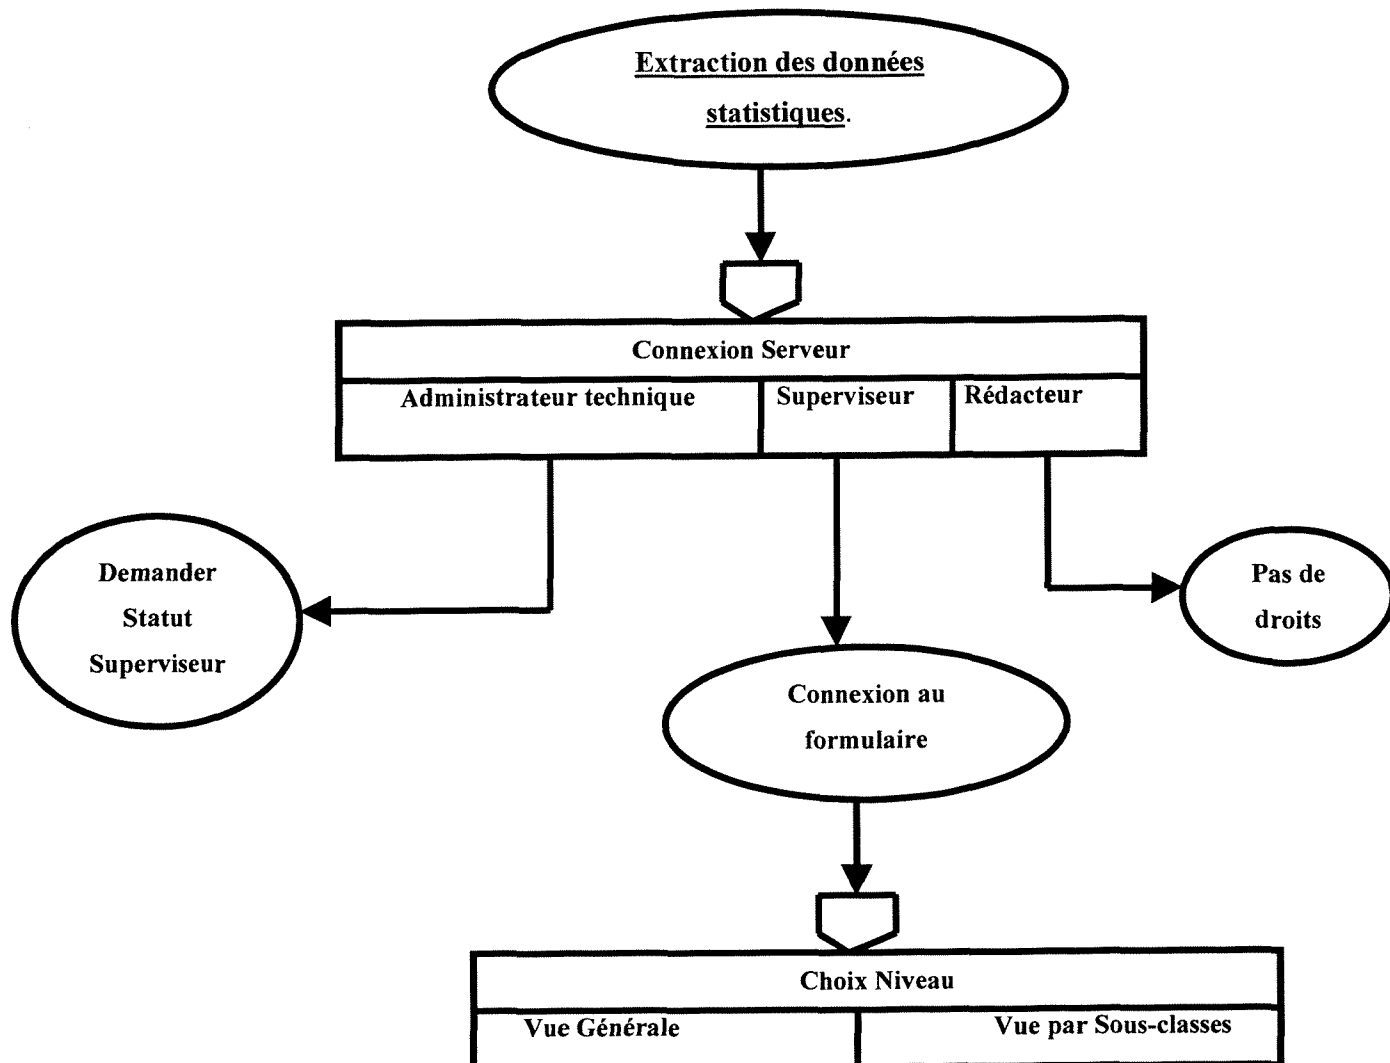 Extraction des données
statistiques.
Connexion Serveur
Administrateur technique
Superviseur
Rédacteur
Demander
Statut
Superviseur
Pas de
droits
Connexion au
formulaire
Choix Niveau
Vue Générale
Vue par Sous-classes